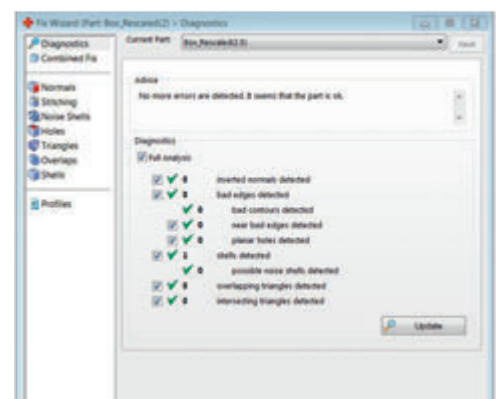 Fix Wizard (Part: Box_Rescaled(2)) > Diagnostics
Diagnostics
Combined Fix
Normals
Stitching
Noise Shells
Holes
Triangles
Overlaps
Shells
Profiles
Current Part:
Advice
No more errors are detected. It seems that the part is ok.
Diagnostics
Full analysis
0 inverted normals detected
0 bad edges detected
0 bad contours detected
0 near bad edges detected
0 planar holes detected
1 shells detected
0 possible noise shells detected
0 overlapping triangles detected
0 intersecting triangles detected
Update